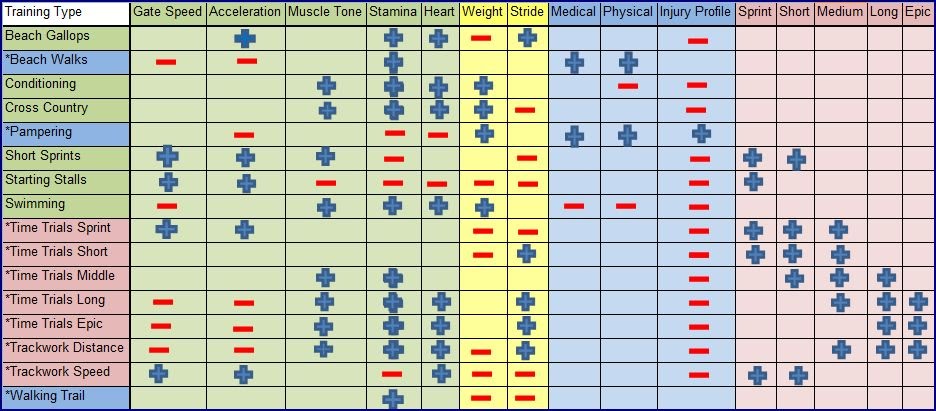 Training Type Gate Speed Acceleration Muscle Tone Stamina Heart Weight Stride Medical Physical Injury Profile Sprint Short Medium Long Epic
Beach Gallops
*Beach Walks
Conditioning
Cross Country
*Pampering
Short Sprints
Starting Stalls
Swimming
*Time Trials Sprint
*Time Trials Short
*Time Trials Middle
*Time Trials Long
*Time Trials Epic
*Trackwork Distance
*Trackwork Speed
*Walking Trail